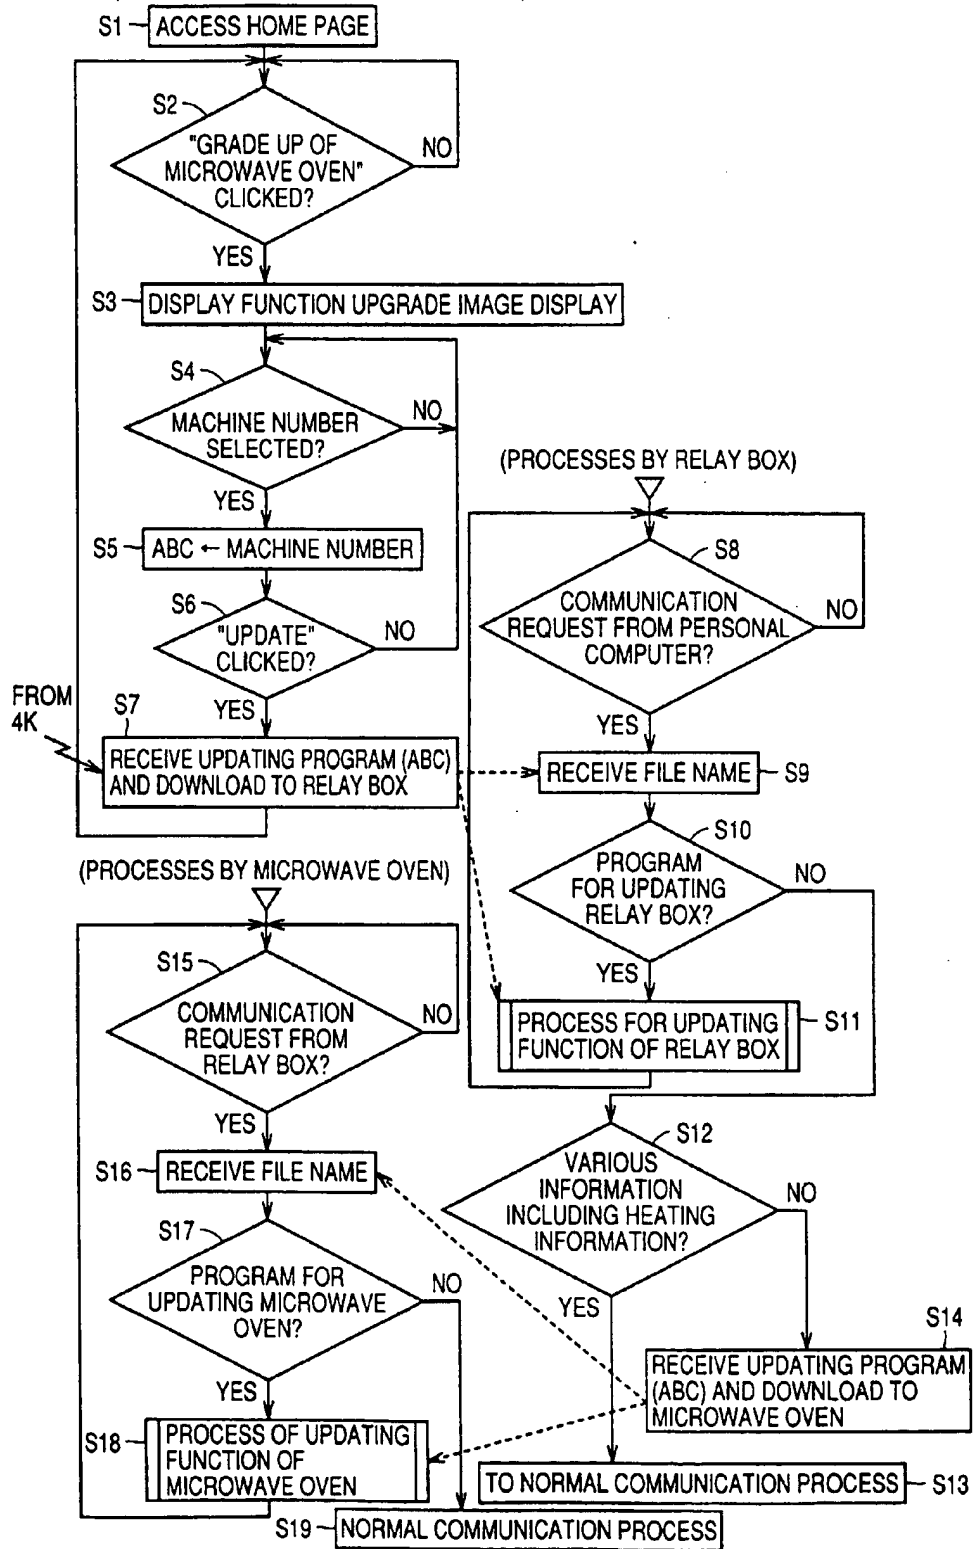 S1
ACCESS HOME PAGE
S2
"GRADE UP OF
MICROWAVE OVEN"
CLICKED?
NO
YES
S3
DISPLAY FUNCTION UPGRADE IMAGE DISPLAY
S4
MACHINE NUMBER
SELECTED?
NO
YES
S5
ABC ← MACHINE NUMBER
S6
"UPDATE"
CLICKED?
NO
YES
FROM
4K
S7
RECEIVE UPDATING PROGRAM (ABC)
AND DOWNLOAD TO RELAY BOX
(PROCESSES BY RELAY BOX)
S8
COMMUNICATION
REQUEST FROM PERSONAL
COMPUTER?
NO
YES
RECEIVE FILE NAME
S9
S10
PROGRAM
FOR UPDATING
RELAY BOX?
NO
YES
PROCESS FOR UPDATING
FUNCTION OF RELAY BOX
S11
S12
VARIOUS
INFORMATION
INCLUDING HEATING
INFORMATION?
NO
YES
S14
RECEIVE UPDATING PROGRAM
(ABC) AND DOWNLOAD TO
MICROWAVE OVEN
TO NORMAL COMMUNICATION PROCESS
S13
(PROCESSES BY MICROWAVE OVEN)
S15
COMMUNICATION
REQUEST FROM
RELAY BOX?
NO
YES
S16
RECEIVE FILE NAME
S17
PROGRAM FOR
UPDATING MICROWAVE
OVEN?
NO
YES
S18
PROCESS OF UPDATING
FUNCTION OF
MICROWAVE OVEN
S19
NORMAL COMMUNICATION PROCESS